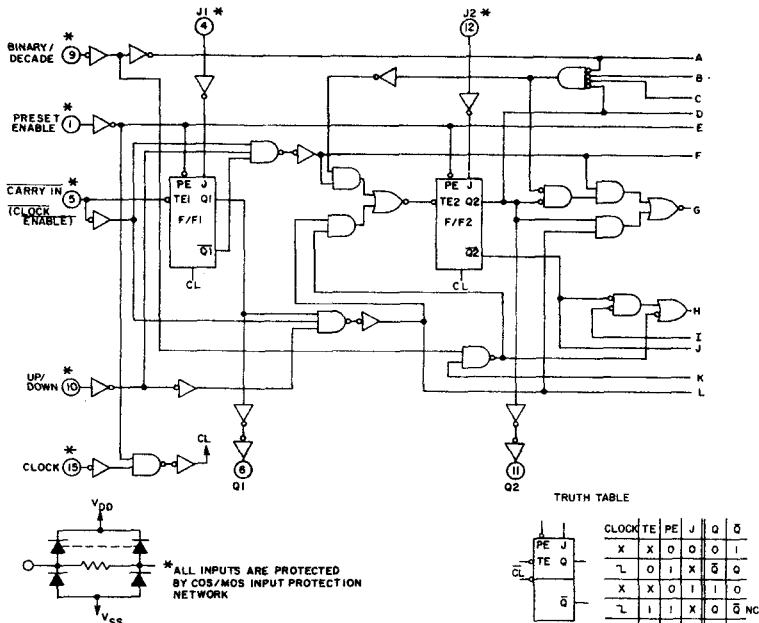 J1 *
4
J2 *
12
*
BINARY/
DECADE 9
A
B
C
D
*
PRESET
ENABLE 1
E
F
*
CARRY IN
5
(CLOCK
ENABLE)
PE J
TE1 Q1
F/F1
Q̅1̅
CL
PE J
TE2 Q2
F/F2
Q̅2̅
CL
G
H
I
J
K
L
*
UP/
DOWN 10
*
CLOCK 15
CL
6
Q1
11
Q2
VDD
VSS
*ALL INPUTS ARE PROTECTED
BY COS/MOS INPUT PROTECTION
NETWORK
TRUTH TABLE
PE J
TE Q
C̅L̅
Q̅
CLOCK TE PE J Q Q̅
X X 0 0 0 1
0 1 X Q̅ Q
X X 0 1 1 0
1 1 X Q Q̅ NC